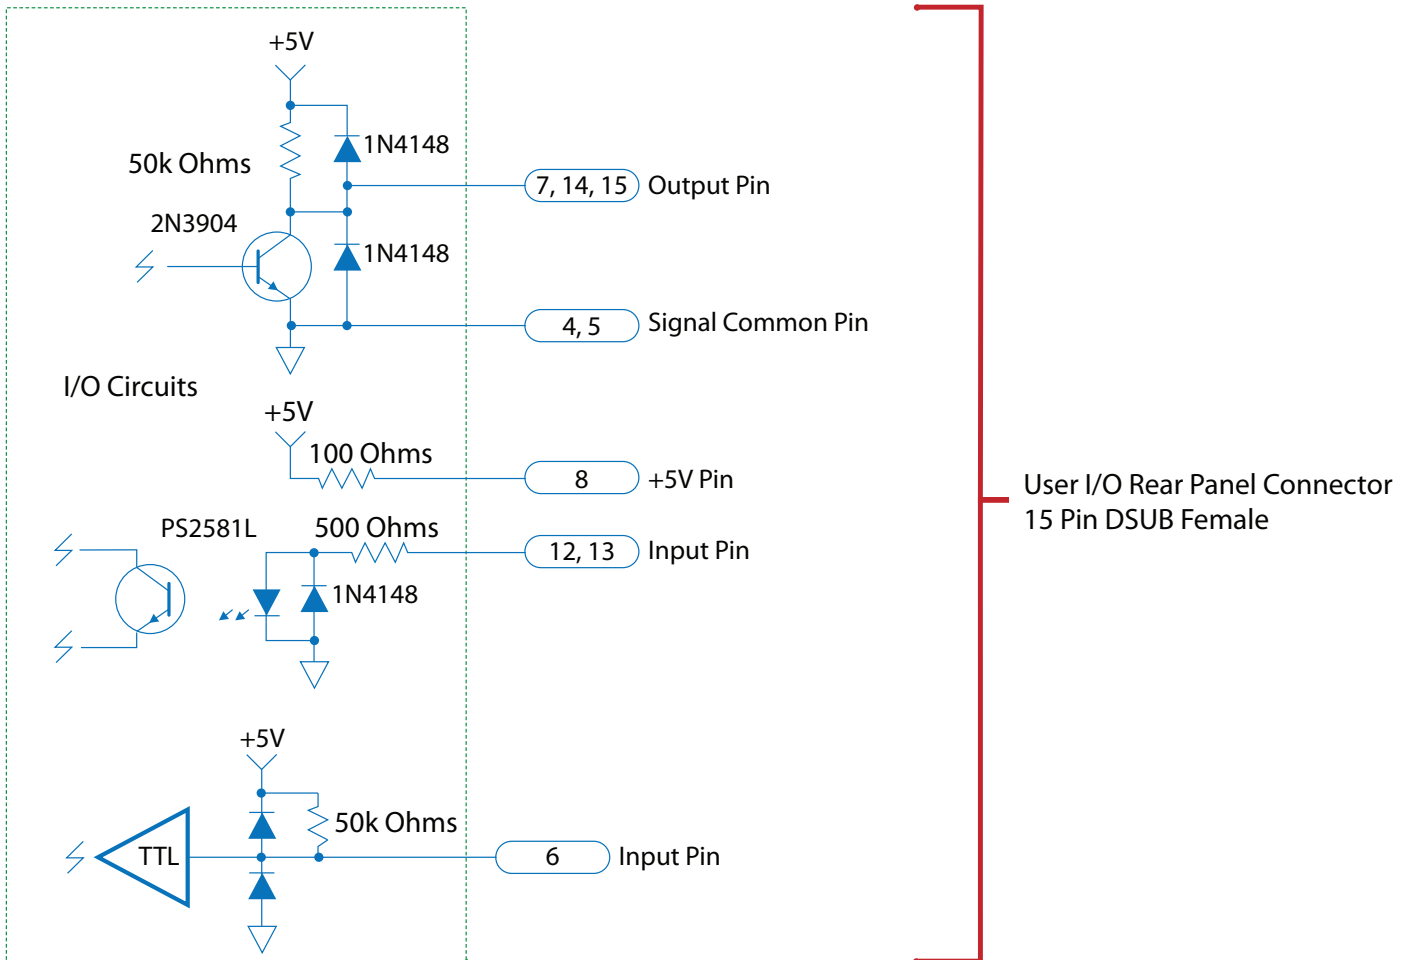 +5V
1N4148
50k Ohms
7, 14, 15 Output Pin
2N3904
1N4148
4, 5 Signal Common Pin
I/O Circuits
+5V
100 Ohms
8 +5V Pin
PS2581L 500 Ohms
12, 13 Input Pin
1N4148
User I/O Rear Panel Connector
15 Pin DSUB Female
+5V
50k Ohms
TTL
6 Input Pin